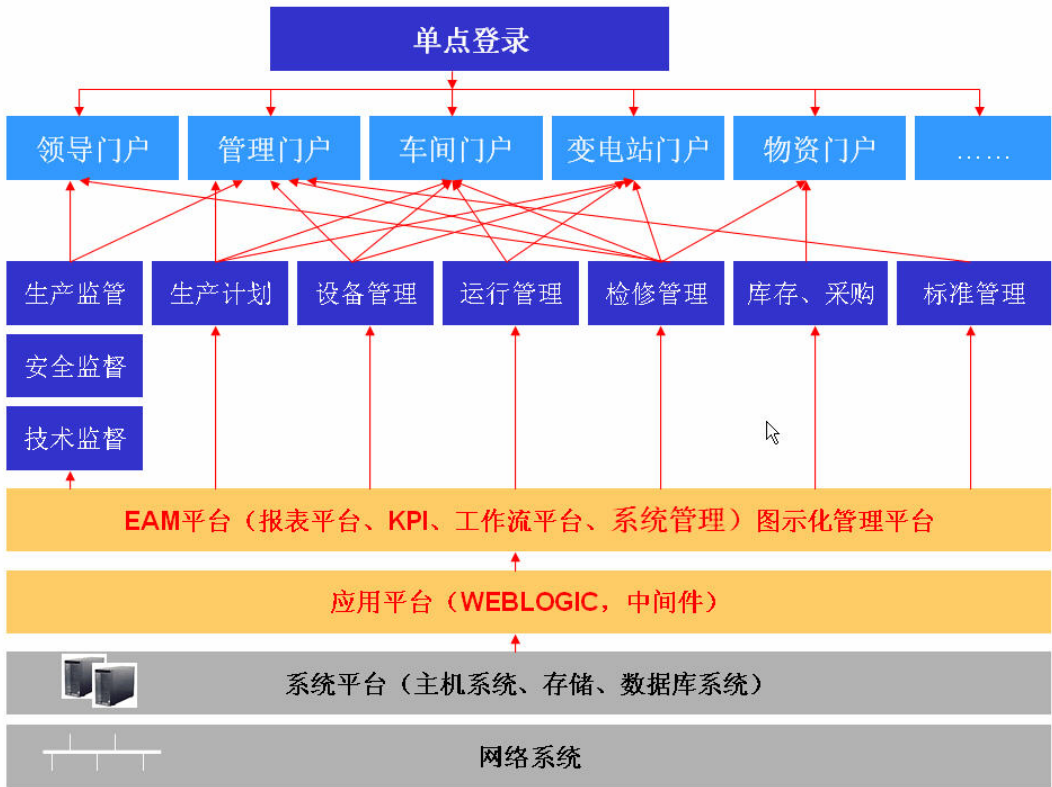 单点登录
领导门户
管理门户
车间门户
变电站门户
物资门户
……
生产监管
生产计划
设备管理
运行管理
检修管理
库存、采购
标准管理
安全监督
技术监督
EAM平台（报表平台、KPI、工作流平台、系统管理）图示化管理平台
应用平台（WEBLOGIC，中间件）
系统平台（主机系统、存储、数据库系统）
网络系统